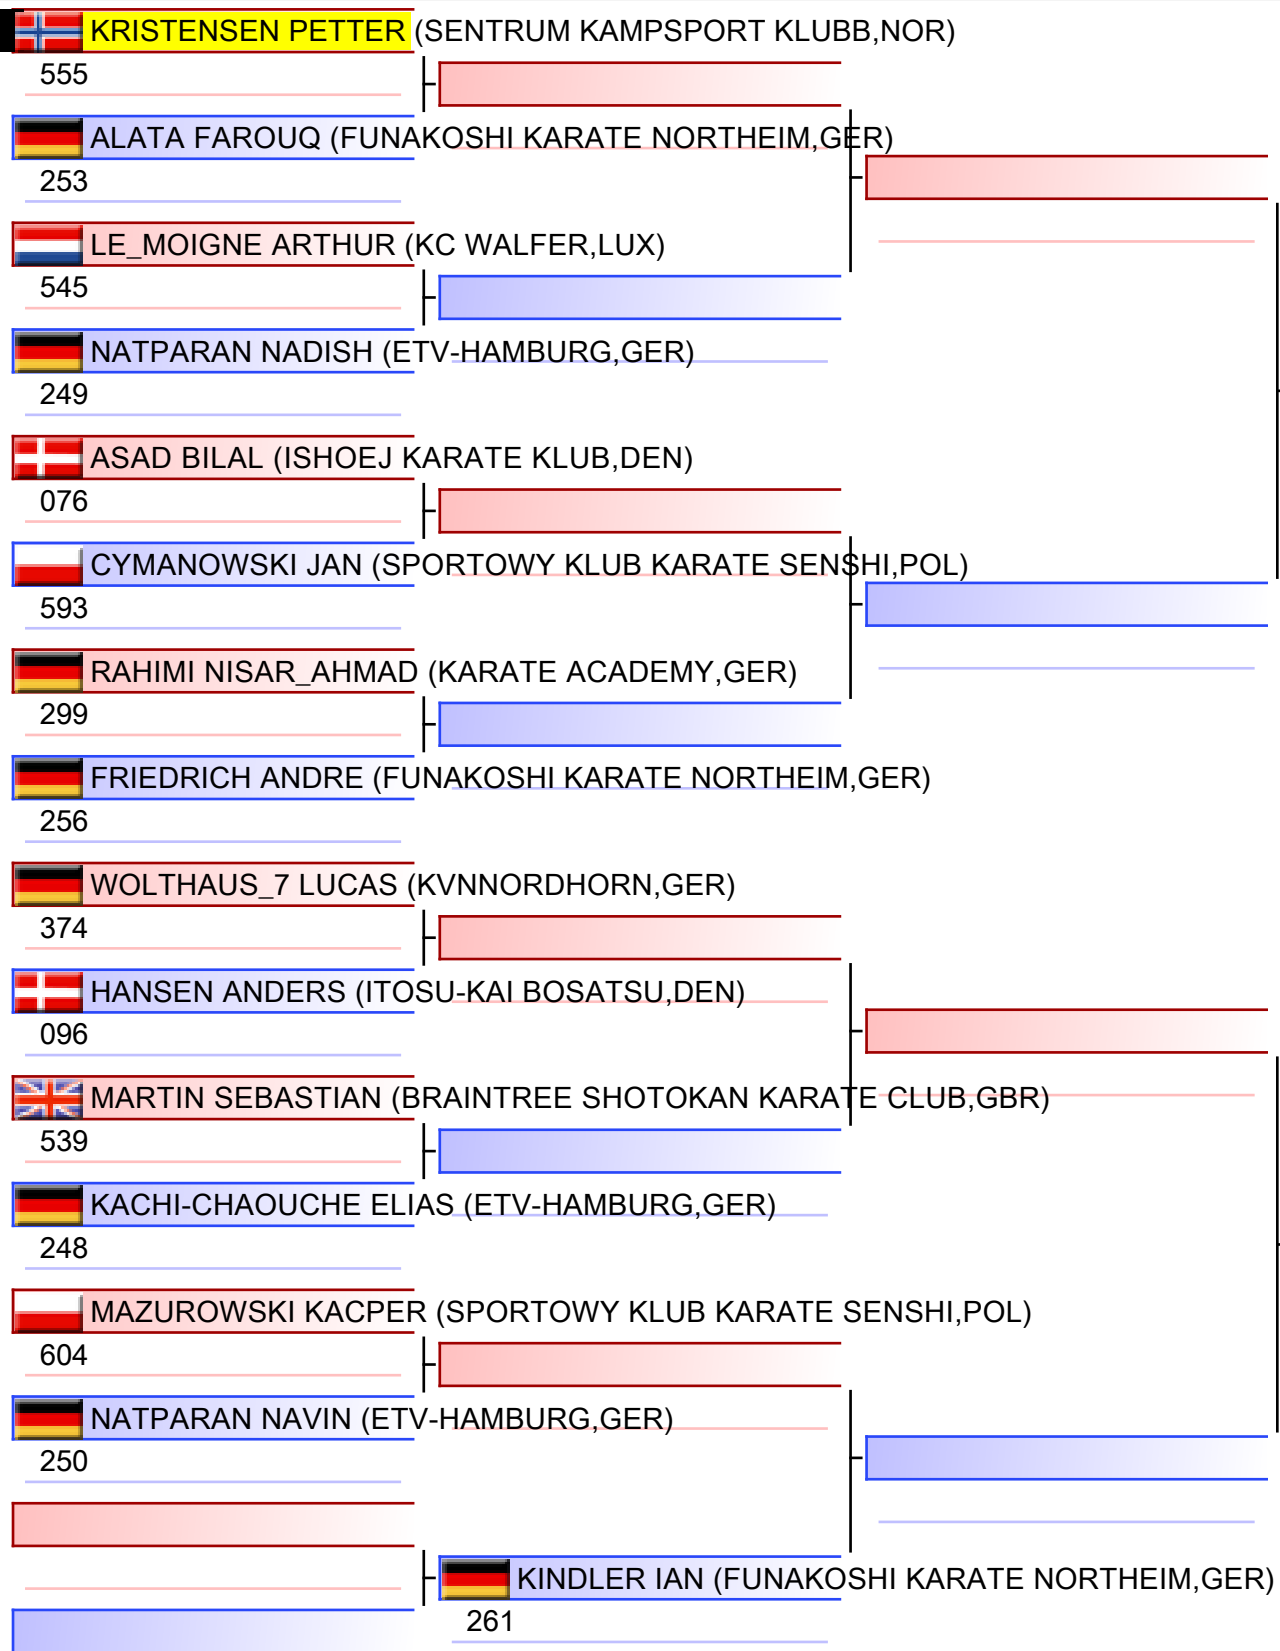 KRISTENSEN PETTER (SENTRUM KAMPSPORT KLUBB,NOR)
555
ALATA FAROUQ (FUNAKOSHI KARATE NORTHEIM,GER)
253
LE_MOIGNE ARTHUR (KC WALFER,LUX)
545
NATPARAN NADISH (ETV-HAMBURG,GER)
249
ASAD BILAL (ISHOEJ KARATE KLUB,DEN)
076
CYMANOWSKI JAN (SPORTOWY KLUB KARATE SENSHI,POL)
593
RAHIMI NISAR_AHMAD (KARATE ACADEMY,GER)
299
FRIEDRICH ANDRE (FUNAKOSHI KARATE NORTHEIM,GER)
256
WOLTHAUS_7 LUCAS (KVNNORDHORN,GER)
374
HANSEN ANDERS (ITOSU-KAI BOSATSU,DEN)
096
MARTIN SEBASTIAN (BRAINTREE SHOTOKAN KARATE CLUB,GBR)
539
KACHI-CHAOUCHE ELIAS (ETV-HAMBURG,GER)
248
MAZUROWSKI KACPER (SPORTOWY KLUB KARATE SENSHI,POL)
604
NATPARAN NAVIN (ETV-HAMBURG,GER)
250
KINDLER IAN (FUNAKOSHI KARATE NORTHEIM,GER)
261